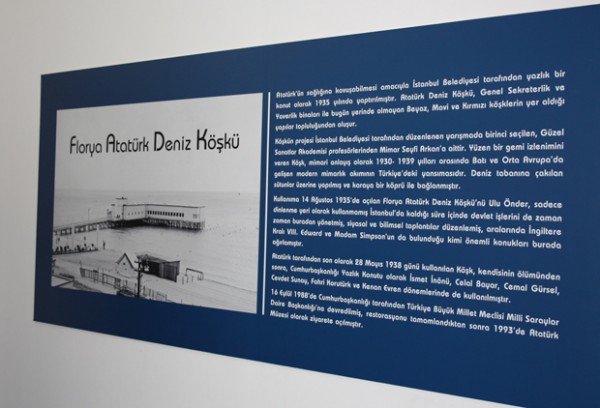 Florya Atatürk Deniz Köşkü
Atatürk'ün sağlığına kavuşabilmesi amacıyla İstanbul Belediyesi tarafından yazlık bir
konut olarak 1935 yılında yaptırılmıştır. Atatürk Deniz Köşkü, Genel Sekreterlik ve
Yaverlik binaları ile bugün yerinde olmayan Beyaz, Mavi ve Kırmızı köşklerin yer aldığı
yapılar topluluğundan oluşur.
Köşkün projesi İstanbul Belediyesi tarafından düzenlenen yarışmada birinci seçilen, Güzel
Sanatlar Akademisi profesörlerinden Mimar Seyfi Arkan'a aittir. Yüzen bir gemi izlenimini
veren Köşk, mimari anlayış olarak 1930- 1939 yılları arasında Batı ve Orta Avrupa'da
gelişen modern mimarlık akımının Türkiye'deki yansımasıdır. Deniz tabanına çakılan
sütunlar üzerine yapılmış ve karaya bir köprü ile bağlanmıştır.
Kullanıma 14 Ağustos 1935'de açılan Florya Atatürk Deniz Köşkü'nü Ulu Önder, sadece
dinlenme yeri olarak kullanmamış İstanbul'da kaldığı süre içinde devlet işlerini de zaman
zaman buradan yönetmiş, siyasal ve bilimsel toplantılar düzenlemiş, aralarında İngiltere
Kralı VIII. Edward ve Madam Simpson'un da bulunduğu kimi önemli konukları burada
ağırlamıştır.
Atatürk tarafından son olarak 28 Mayıs 1938 günü kullanılan Köşk, kendisinin ölümünden
sonra, Cumhurbaşkanlığı Yazlık Konutu olarak İsmet İnönü, Celal Bayar, Cemal Gürsel,
Cevdet Sunay, Fahri Korutürk ve Kenan Evren dönemlerinde de kullanılmıştır.
16 Eylül 1988'de Cumhurbaşkanlığı tarafından Türkiye Büyük Millet Meclisi Milli Saraylar
Daire Başkanlığı'na devredilmiş, restorasyonu tamamlandıktan sonra 1993'de Atatürk
Müzesi olarak ziyarete açılmıştır.